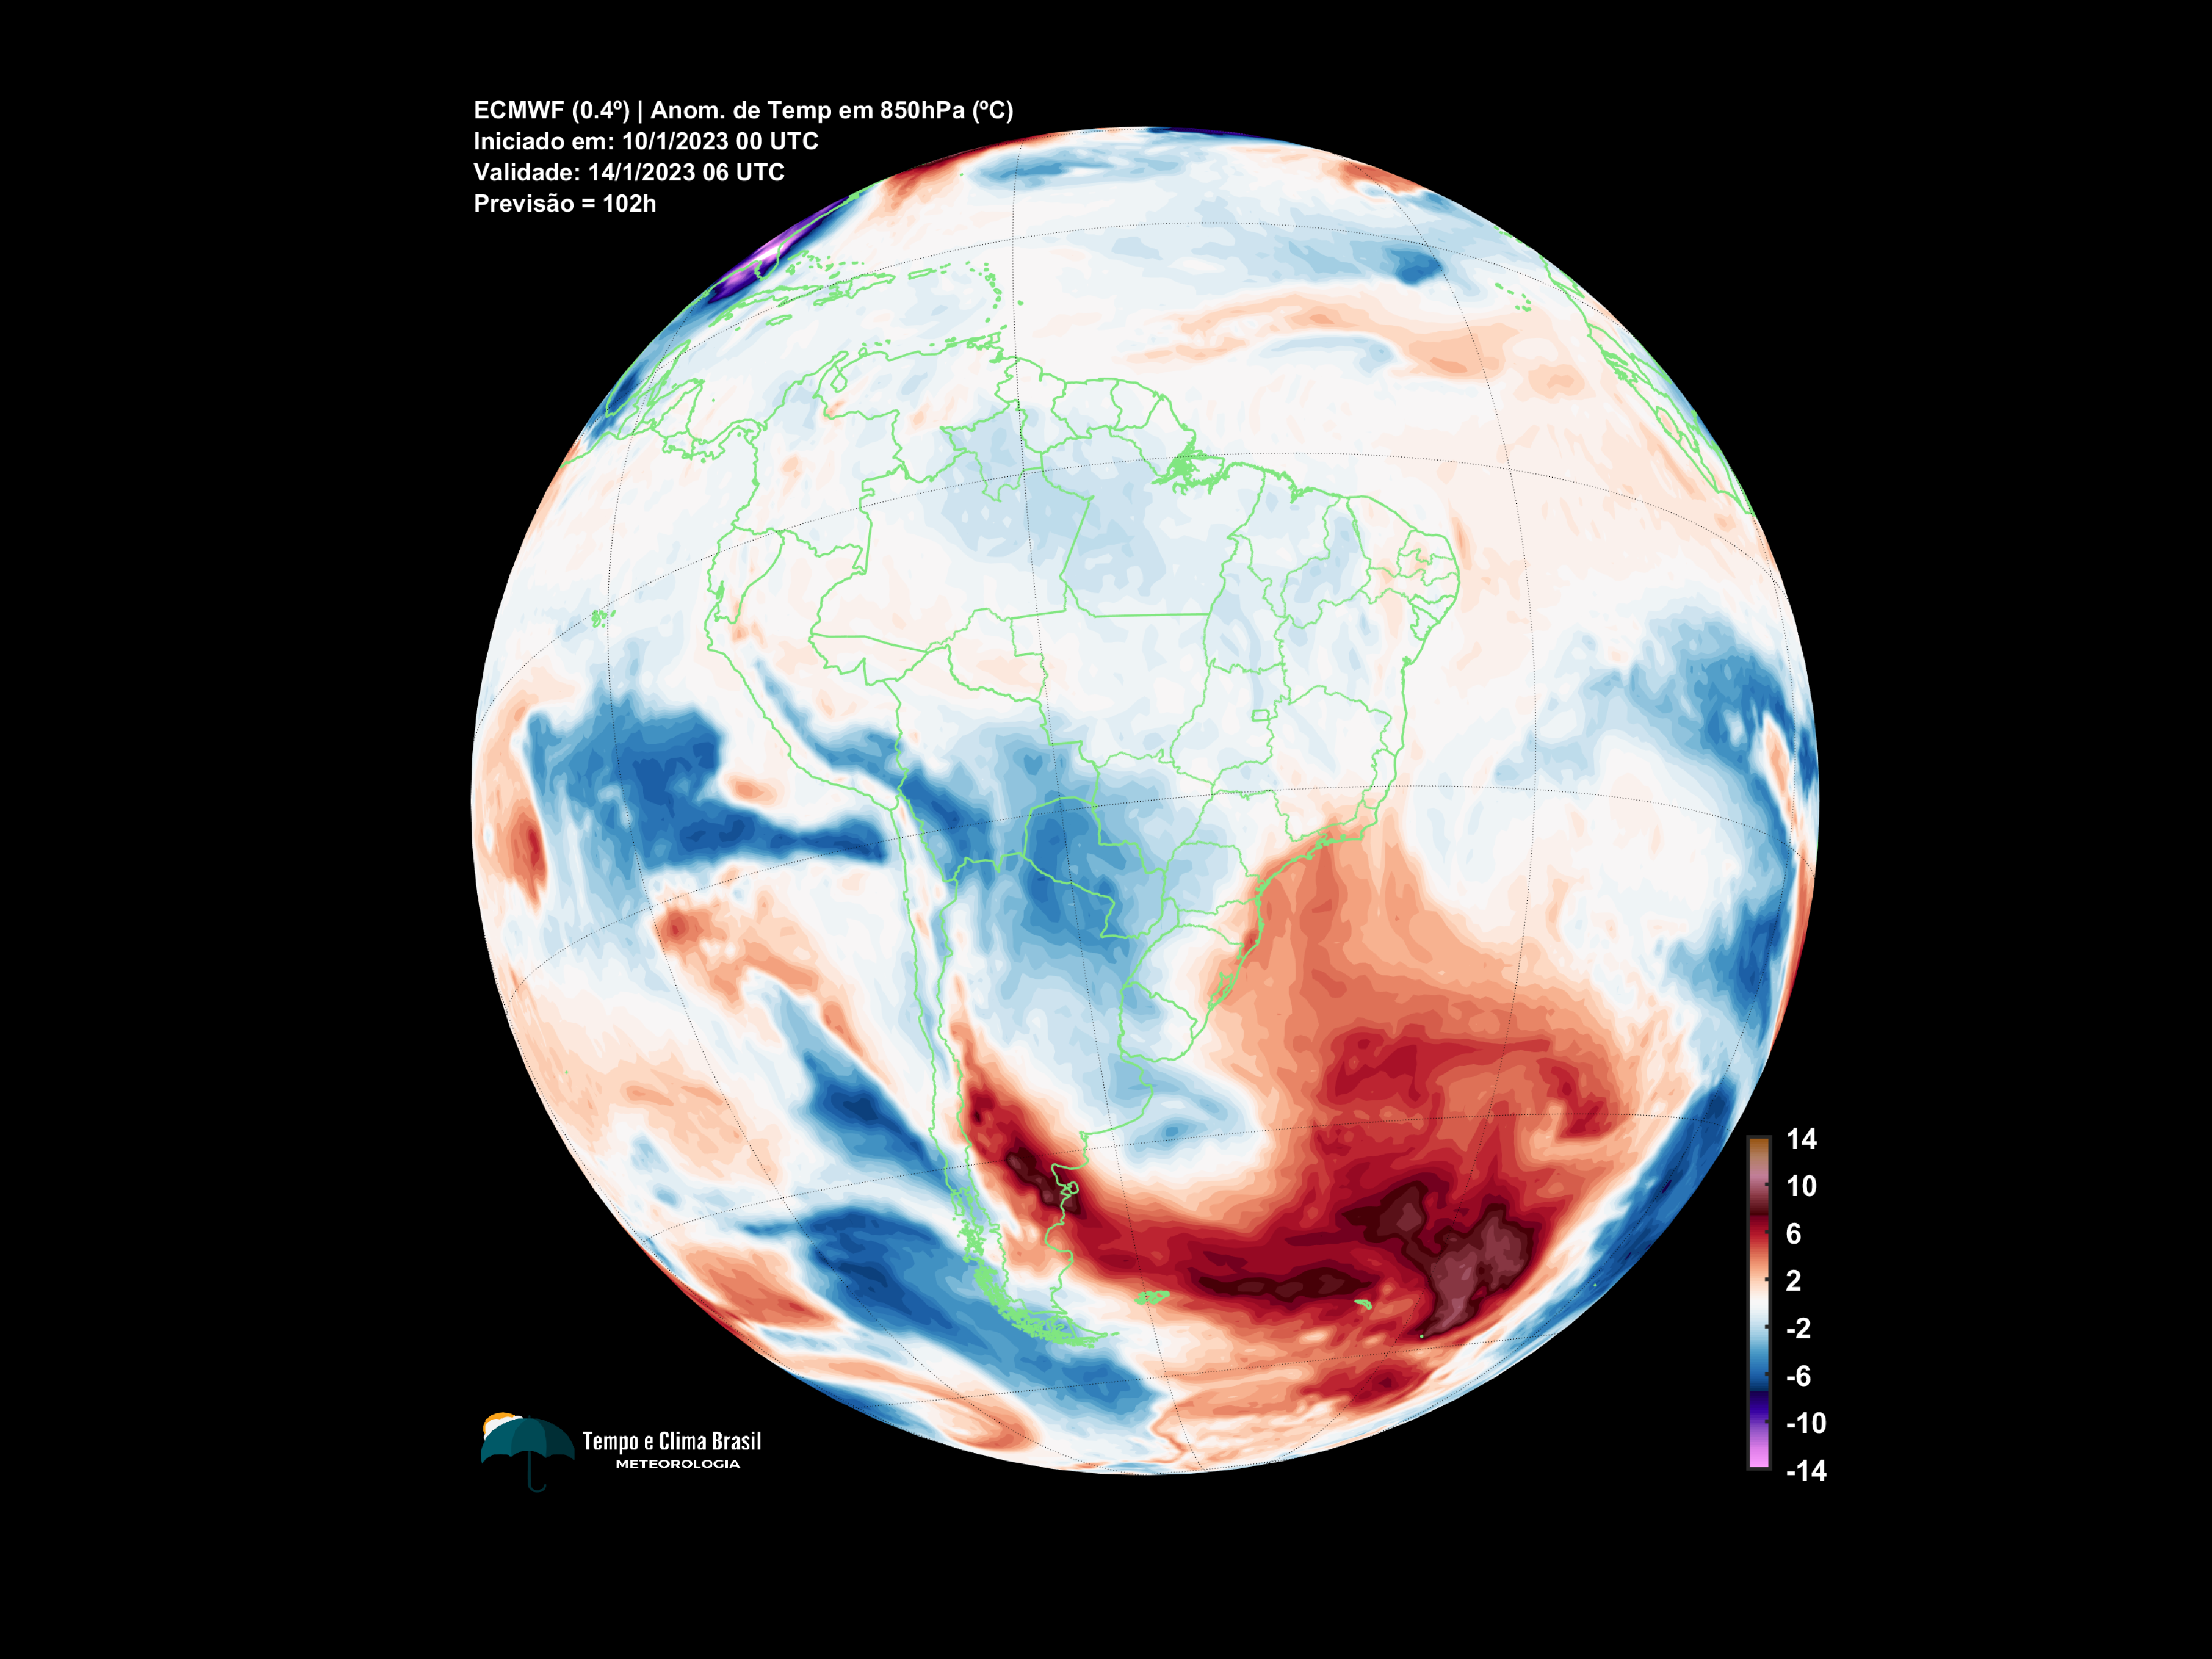 ECMWF (0.4º) | Anom. de Temp em 850hPa (ºC)
Iniciado em: 10/1/2023 00 UTC
Validade: 14/1/2023 06 UTC
Previsão = 102h
14
10
6
2
-2
-6
-10
-14
Tempo e Clima Brasil
METEOROLOGIA